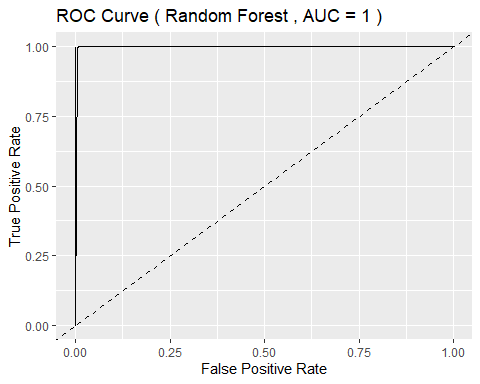 ROC Curve ( Random Forest , AUC = 1 )
True Positive Rate
1.00
0.75
0.50
0.25
0.00
0.00 0.25 0.50 0.75 1.00
False Positive Rate